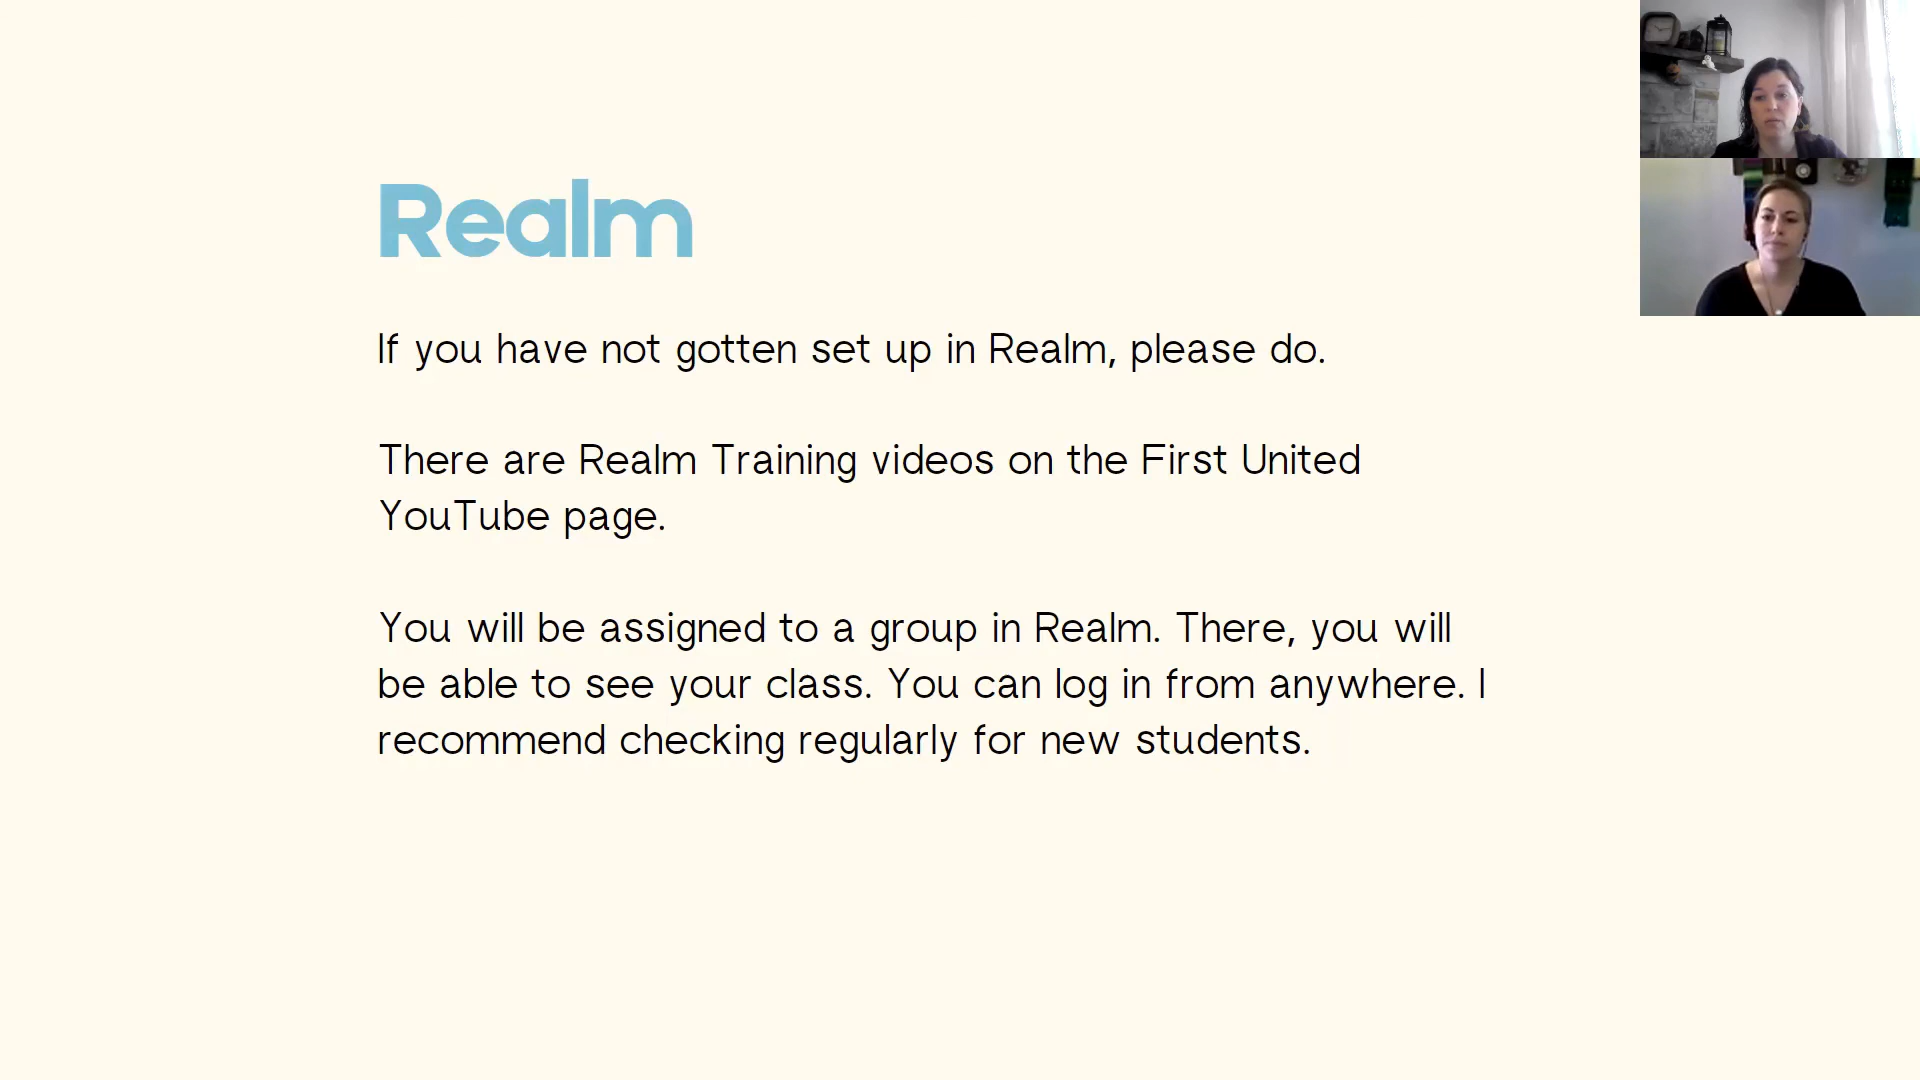 Realm
If you have not gotten set up in Realm, please do.
There are Realm Training videos on the First United
YouTube page.
You will be assigned to a group in Realm. There, you will
be able to see your class. You can log in from anywhere. I
recommend checking regularly for new students.